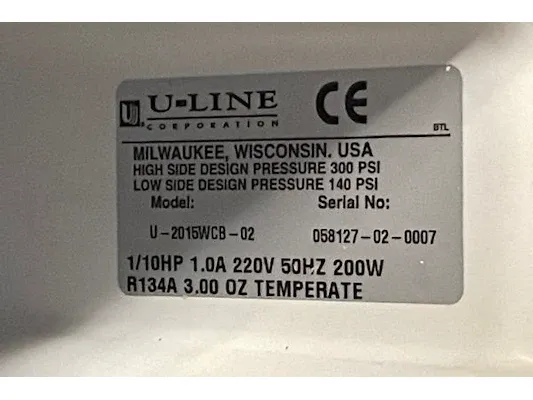 U U-LINE CE
CORPORATION
BTL
MILWAUKEE, WISCONSIN. USA
HIGH SIDE DESIGN PRESSURE 300 PSI
LOW SIDE DESIGN PRESSURE 140 PSI
Model: Serial No:
U-2015WCB-02 058127-02-0007
1/10HP 1.0A 220V 50HZ 200W
R134A 3.00 OZ TEMPERATE